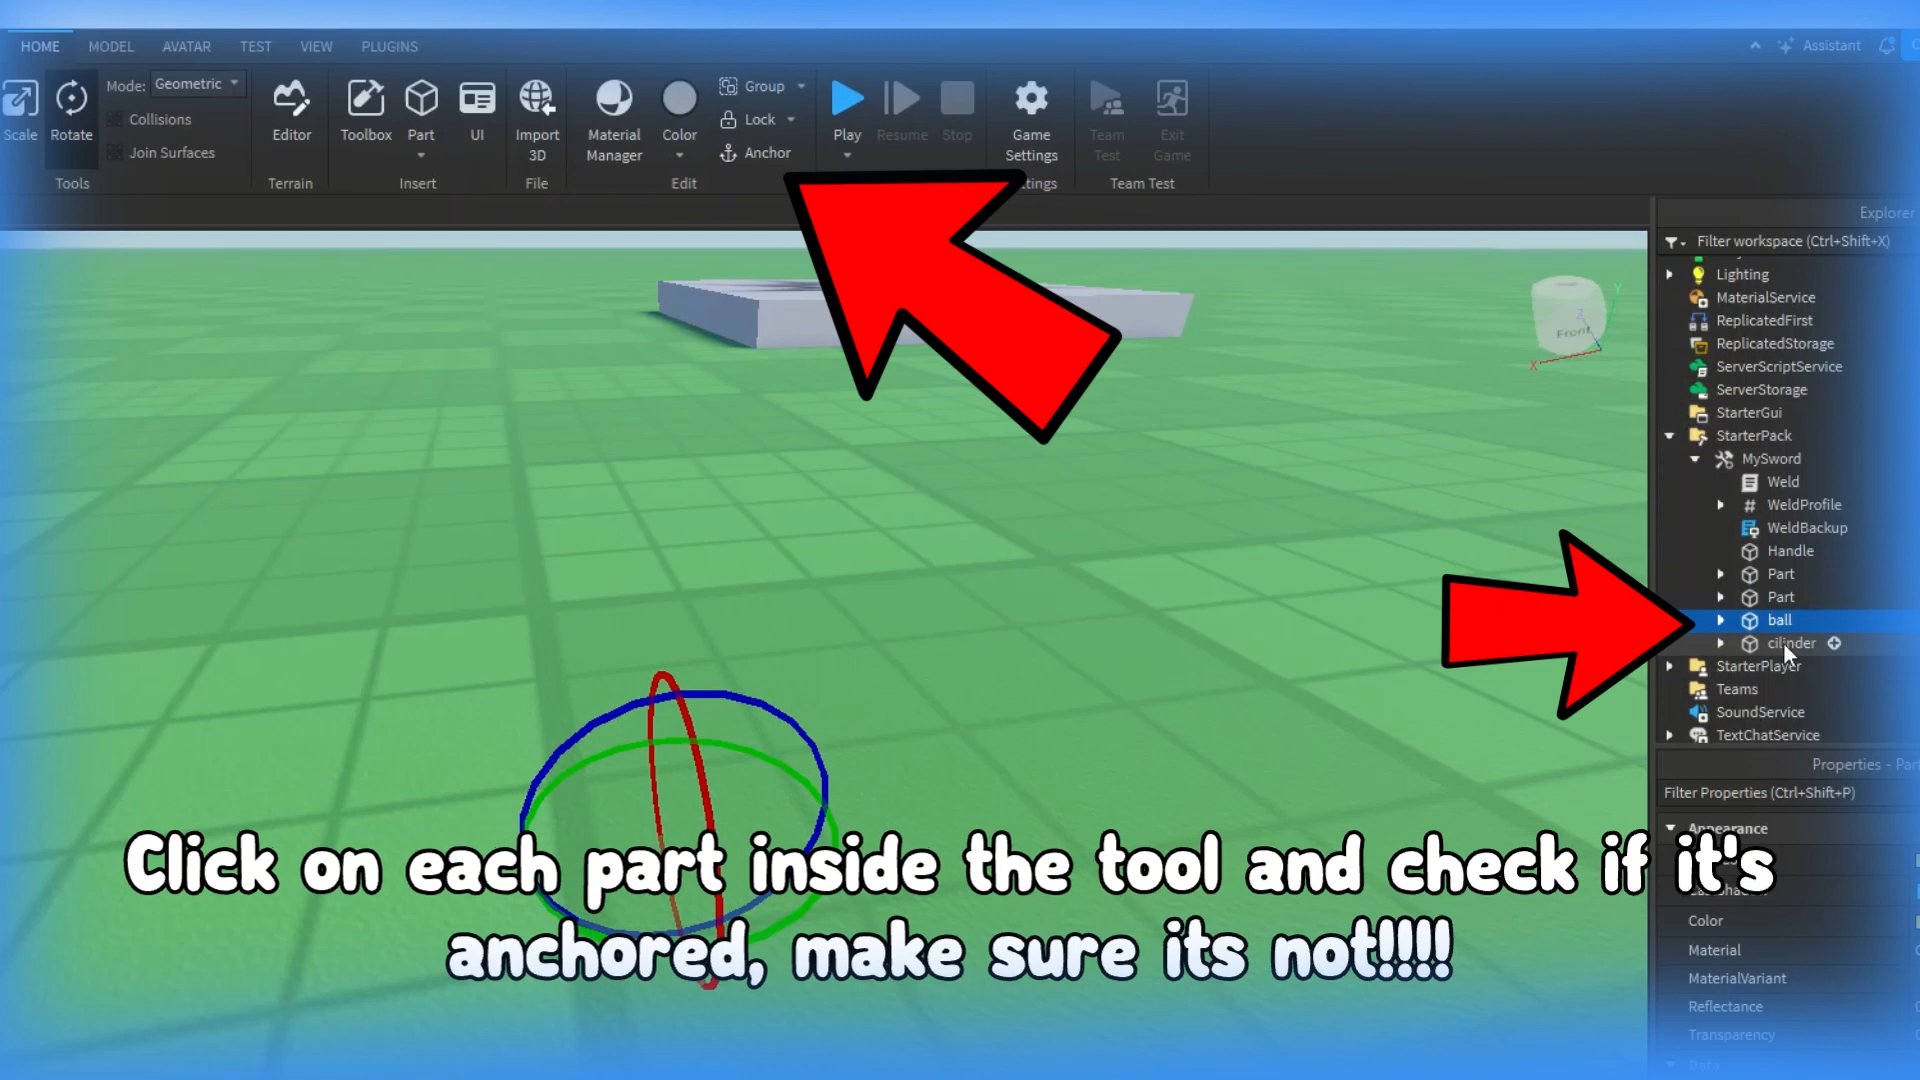 HOME MODEL AVATAR TEST VIEW PLUGINS
Assistant
Scale Rotate
Mode: Geometric
Collisions
Join Surfaces
Tools
Editor
Terrain
Toolbox Part UI
Insert
Import 3D
File
Material Manager
Color
Group
Lock
Anchor
Edit
Play Resume Stop
Game Settings
Team Test
Exit Game
Team Test
Explorer
Filter workspace (Ctrl+Shift+X)
Lighting
MaterialService
ReplicatedFirst
ReplicatedStorage
ServerScriptService
ServerStorage
StarterGui
StarterPack
MySword
Weld
WeldProfile
WeldBackup
Handle
Part
Part
ball
cilinder
StarterPlayer
Teams
SoundService
TextChatService
Front
X
Y
Z
Properties - Part
Filter Properties (Ctrl+Shift+P)
Appearance
Color
Material
MaterialVariant
Reflectance
Transparency
Data
Click on each part inside the tool and check if it's
anchored, make sure its not!!!!